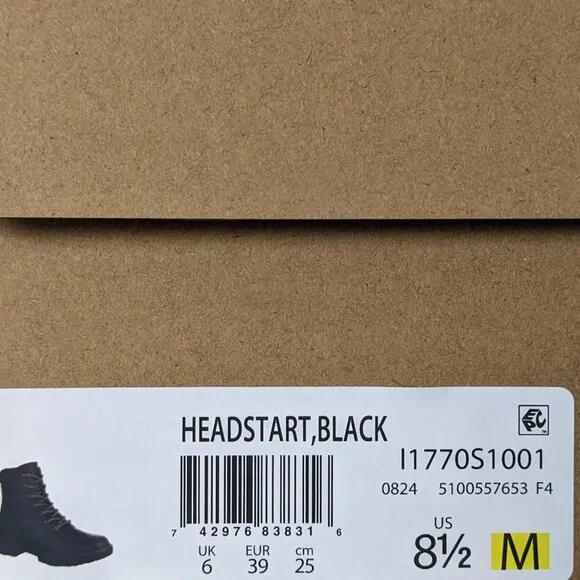 HEADSTART,BLACK
I1770S1001
0824 5100557653 F4
7 42976 83831 6
UK EUR cm
6 39 25
US
8½ M